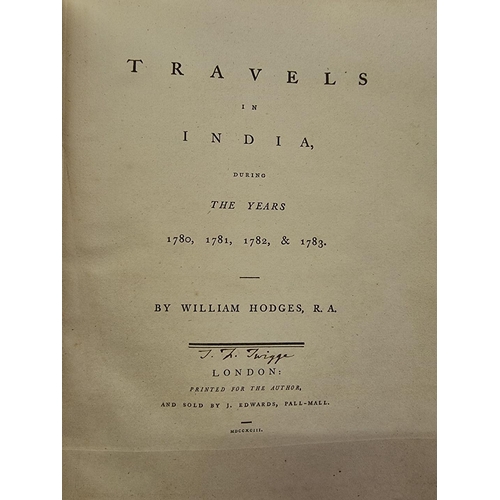 TRAVELS
IN
INDIA,
DURING
THE YEARS
1780, 1781, 1782, & 1783.
BY WILLIAM HODGES, R. A.
Twigge
LONDON:
PRINTED FOR THE AUTHOR,
AND SOLD BY J. EDWARDS, PALL-MALL.
MDCCXCIII.